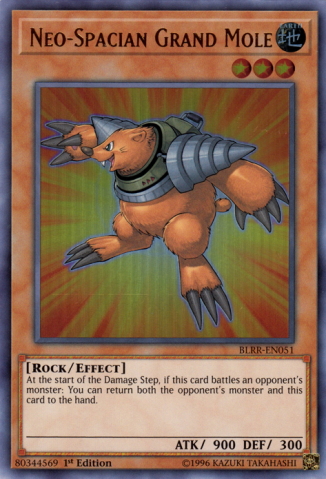 NEO-SPACIAN GRAND MOLE
EARTH
地
BLRR-EN051
[ROCK/EFFECT]
At the start of the Damage Step, if this card battles an opponent's
monster: You can return both the opponent's monster and this
card to the hand.
ATK/ 900 DEF/ 300
80344569 1st Edition ©1996 KAZUKI TAKAHASHI